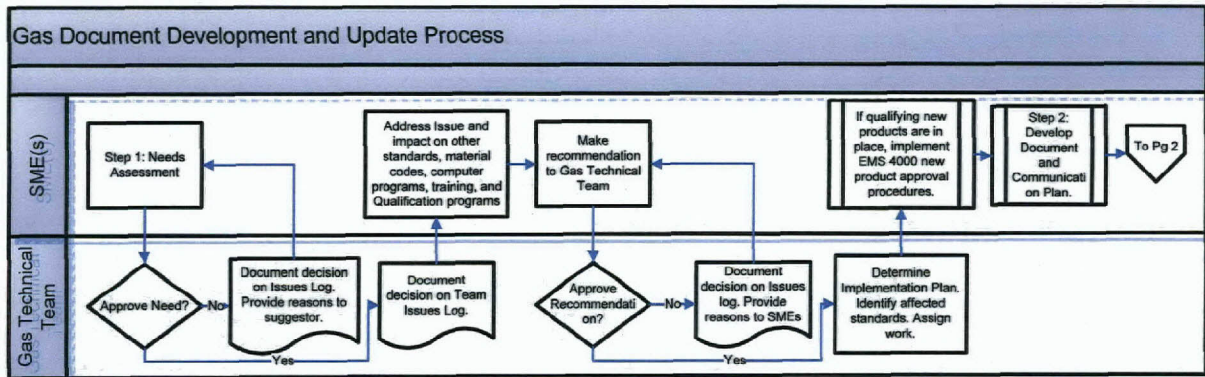 Gas Document Development and Update Process
SME(s)
Step 1: Needs
Assessment
Address Issue and
impact on other
standards, material
codes, computer
programs, training, and
Qualification programs
Make
recommendation
to Gas Technical
Team
If qualifying new
products are in
place, implement
EMS 4000 new
product approval
procedures.
Step 2:
Develop
Document
and
Communicati
on Plan.
To Pg 2
Gas Technical
Team
Approve Need?
No
Document decision
on Issues Log.
Provide reasons to
suggestor.
Yes
Document
decision on Team
Issues Log.
Approve
Recommendati
on?
No
Document
decision on Issues
log. Provide
reasons to SMEs
Yes
Determine
Implementation Plan.
Identify affected
standards. Assign
work.